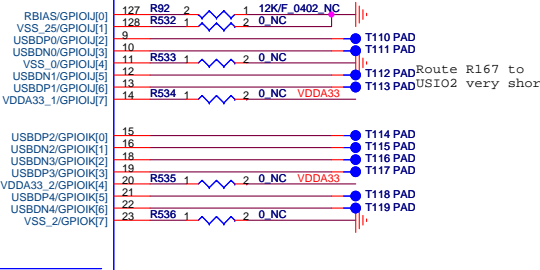 RBIAS/GPIOIJ[0] 127 R92 2 1 12K/F_0402_NC
VSS_25/GPIOIJ[1] 128 R532 1 2 0_NC
USBDP0/GPIOIJ[2] 9 T110 PAD
USBDN0/GPIOIJ[3] 10 T111 PAD
VSS_0/GPIOIJ[4] 11 R533 1 2 0_NC
USBDN1/GPIOIJ[5] 12 T112 PAD
USBDP1/GPIOIJ[6] 13 T113 PAD
VDDA33_1/GPIOIJ[7] 14 R534 1 2 0_NC VDDA33
Route R167 to
USIO2 very shor
USBDP2/GPIOIK[0] 15 T114 PAD
USBDN2/GPIOIK[1] 16 T115 PAD
USBDN3/GPIOIK[2] 18 T116 PAD
USBDP3/GPIOIK[3] 19 T117 PAD
VDDA33_2/GPIOIK[4] 20 R535 1 2 0_NC VDDA33
USBDP4/GPIOIK[5] 21 T118 PAD
USBDN4/GPIOIK[6] 22 T119 PAD
VSS_2/GPIOK[7] 23 R536 1 2 0_NC